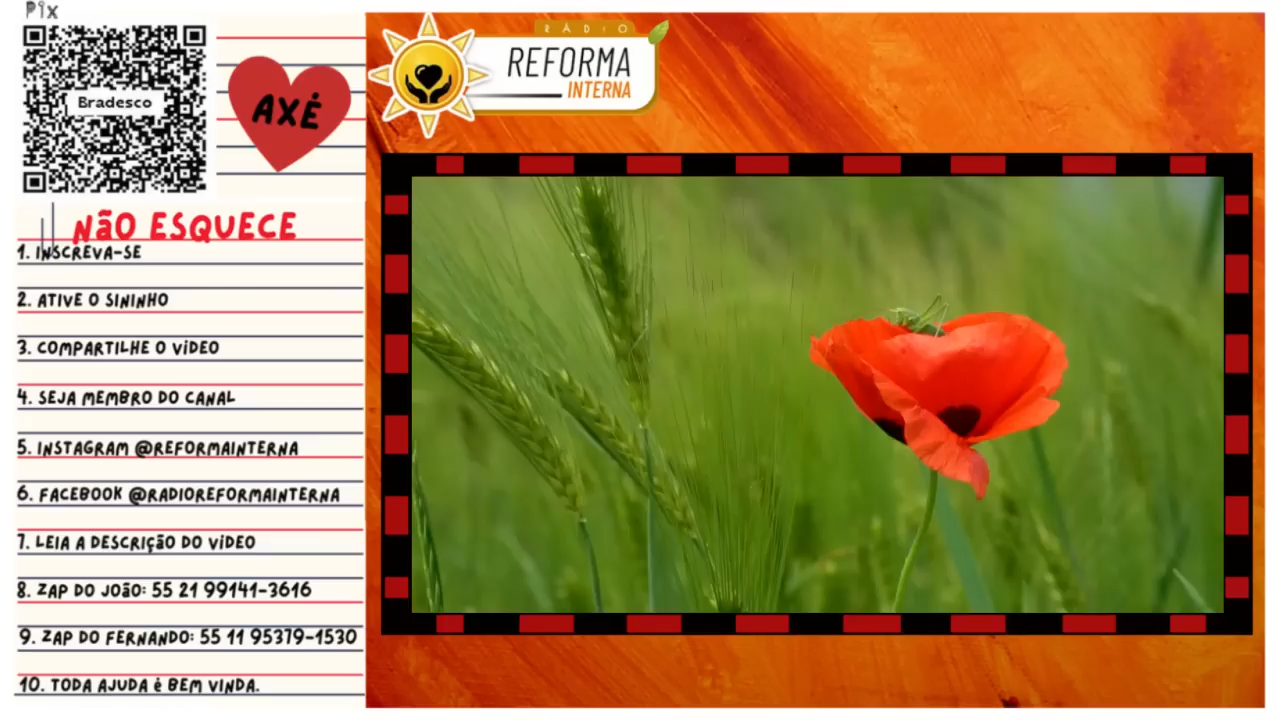 Pix
Bradesco
AXÉ
RÁDIO
REFORMA
INTERNA
NÃO ESQUECE
1. INSCREVA-SE
2. ATIVE O SININHO
3. COMPARTILHE O VÍDEO
4. SEJA MEMBRO DO CANAL
5. INSTAGRAM @REFORMAINTERNA
6. FACEBOOK @RADIOREFORMAINTERNA
7. LEIA A DESCRIÇÃO DO VÍDEO
8. ZAP DO JOÃO: 55 21 99141-3616
9. ZAP DO FERNANDO: 55 11 95379-1530
10. TODA AJUDA É BEM VINDA.